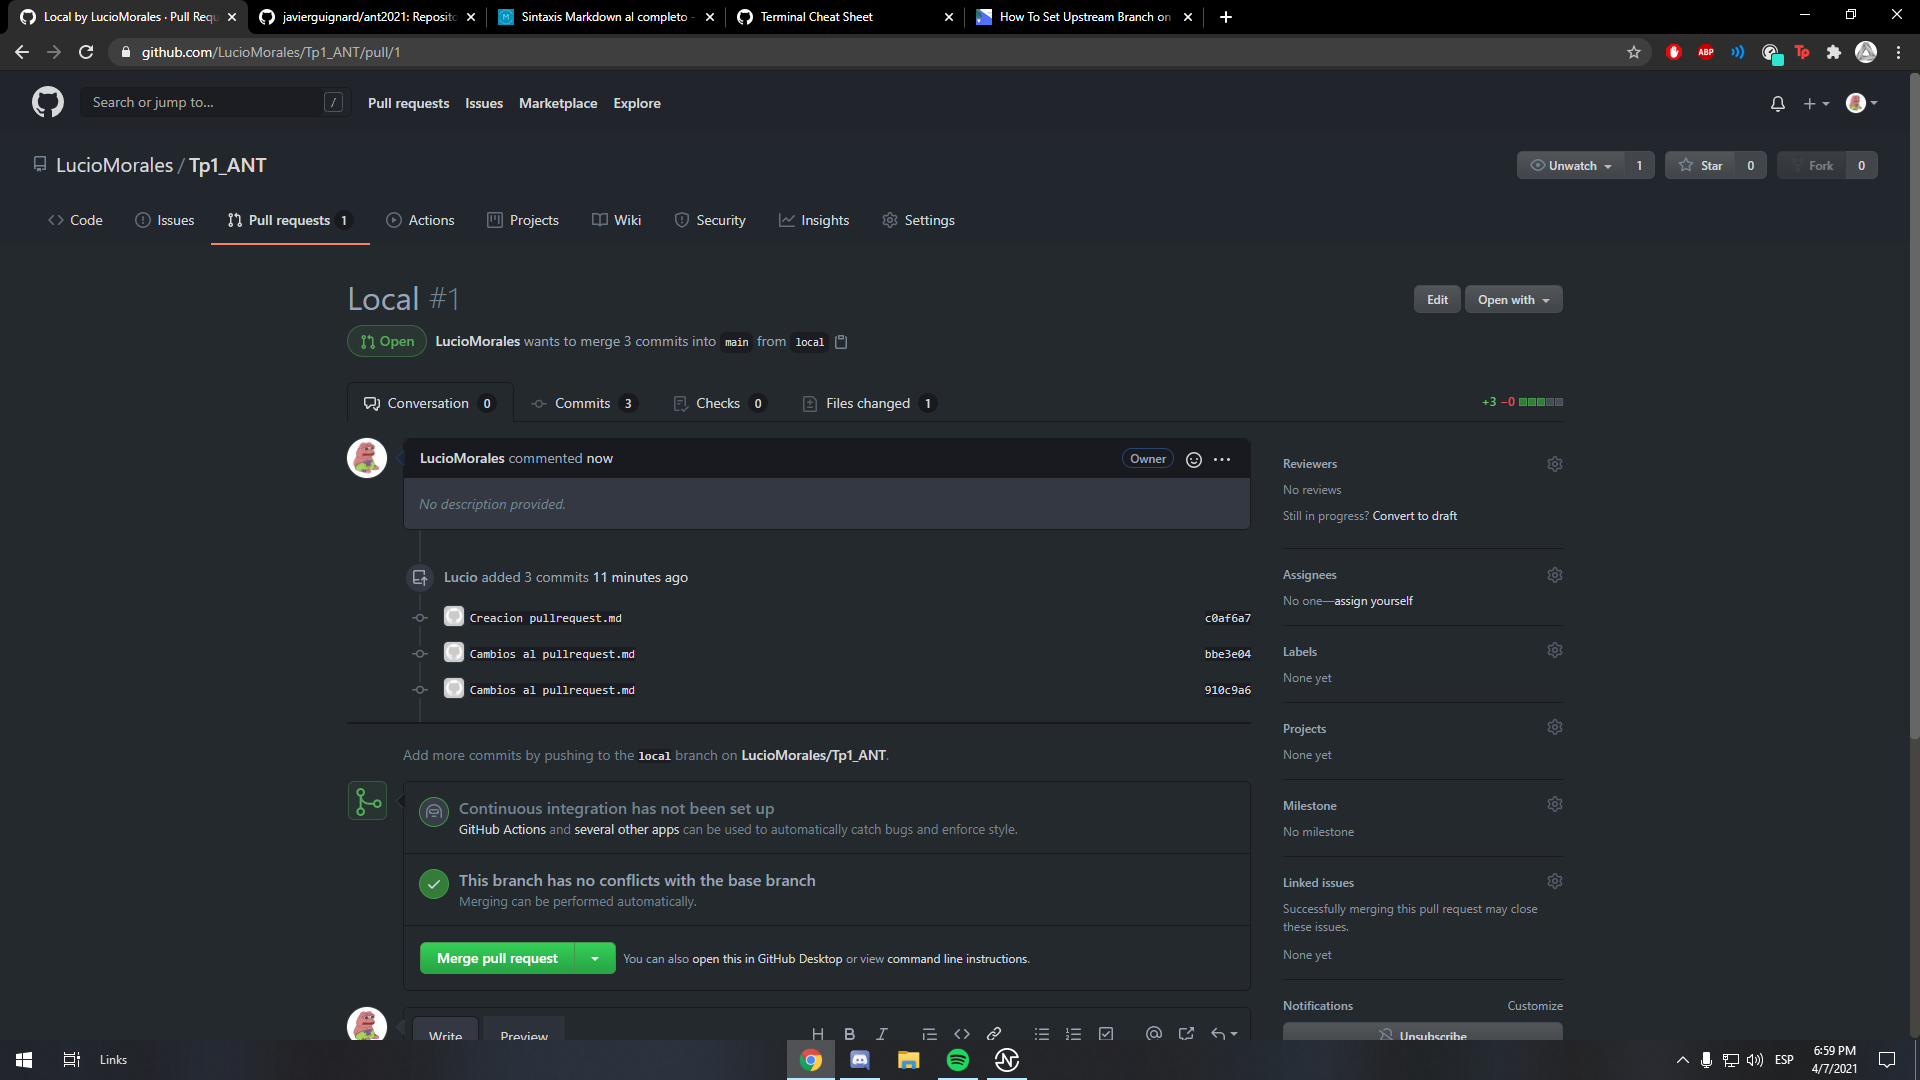 Local by LucioMorales · Pull Requ
javierguignard/ant2021: Reposito
Sintaxis Markdown al completo -
Terminal Cheat Sheet
How To Set Upstream Branch on
github.com/LucioMorales/Tp1_ANT/pull/1
ABP
Tp
Search or jump to...
/
Pull requests
Issues
Marketplace
Explore
LucioMorales / Tp1_ANT
Unwatch 1
Star 0
Fork 0
Code
Issues
Pull requests 1
Actions
Projects
Wiki
Security
Insights
Settings
Local #1
Edit
Open with
Open
LucioMorales wants to merge 3 commits into main from local
Conversation 0
Commits 3
Checks 0
Files changed 1
+3 −0
LucioMorales commented now
Owner
No description provided.
Lucio added 3 commits 11 minutes ago
Creacion pullrequest.md
c0af6a7
Cambios al pullrequest.md
bbe3e04
Cambios al pullrequest.md
910c9a6
Add more commits by pushing to the local branch on LucioMorales/Tp1_ANT.
Continuous integration has not been set up
GitHub Actions and several other apps can be used to automatically catch bugs and enforce style.
This branch has no conflicts with the base branch
Merging can be performed automatically.
Merge pull request
You can also open this in GitHub Desktop or view command line instructions.
Write
Preview
Reviewers
No reviews
Still in progress? Convert to draft
Assignees
No one—assign yourself
Labels
None yet
Projects
None yet
Milestone
No milestone
Linked issues
Successfully merging this pull request may close
these issues.
None yet
Notifications
Customize
Unsubscribe
Links
ESP
6:59 PM
4/7/2021